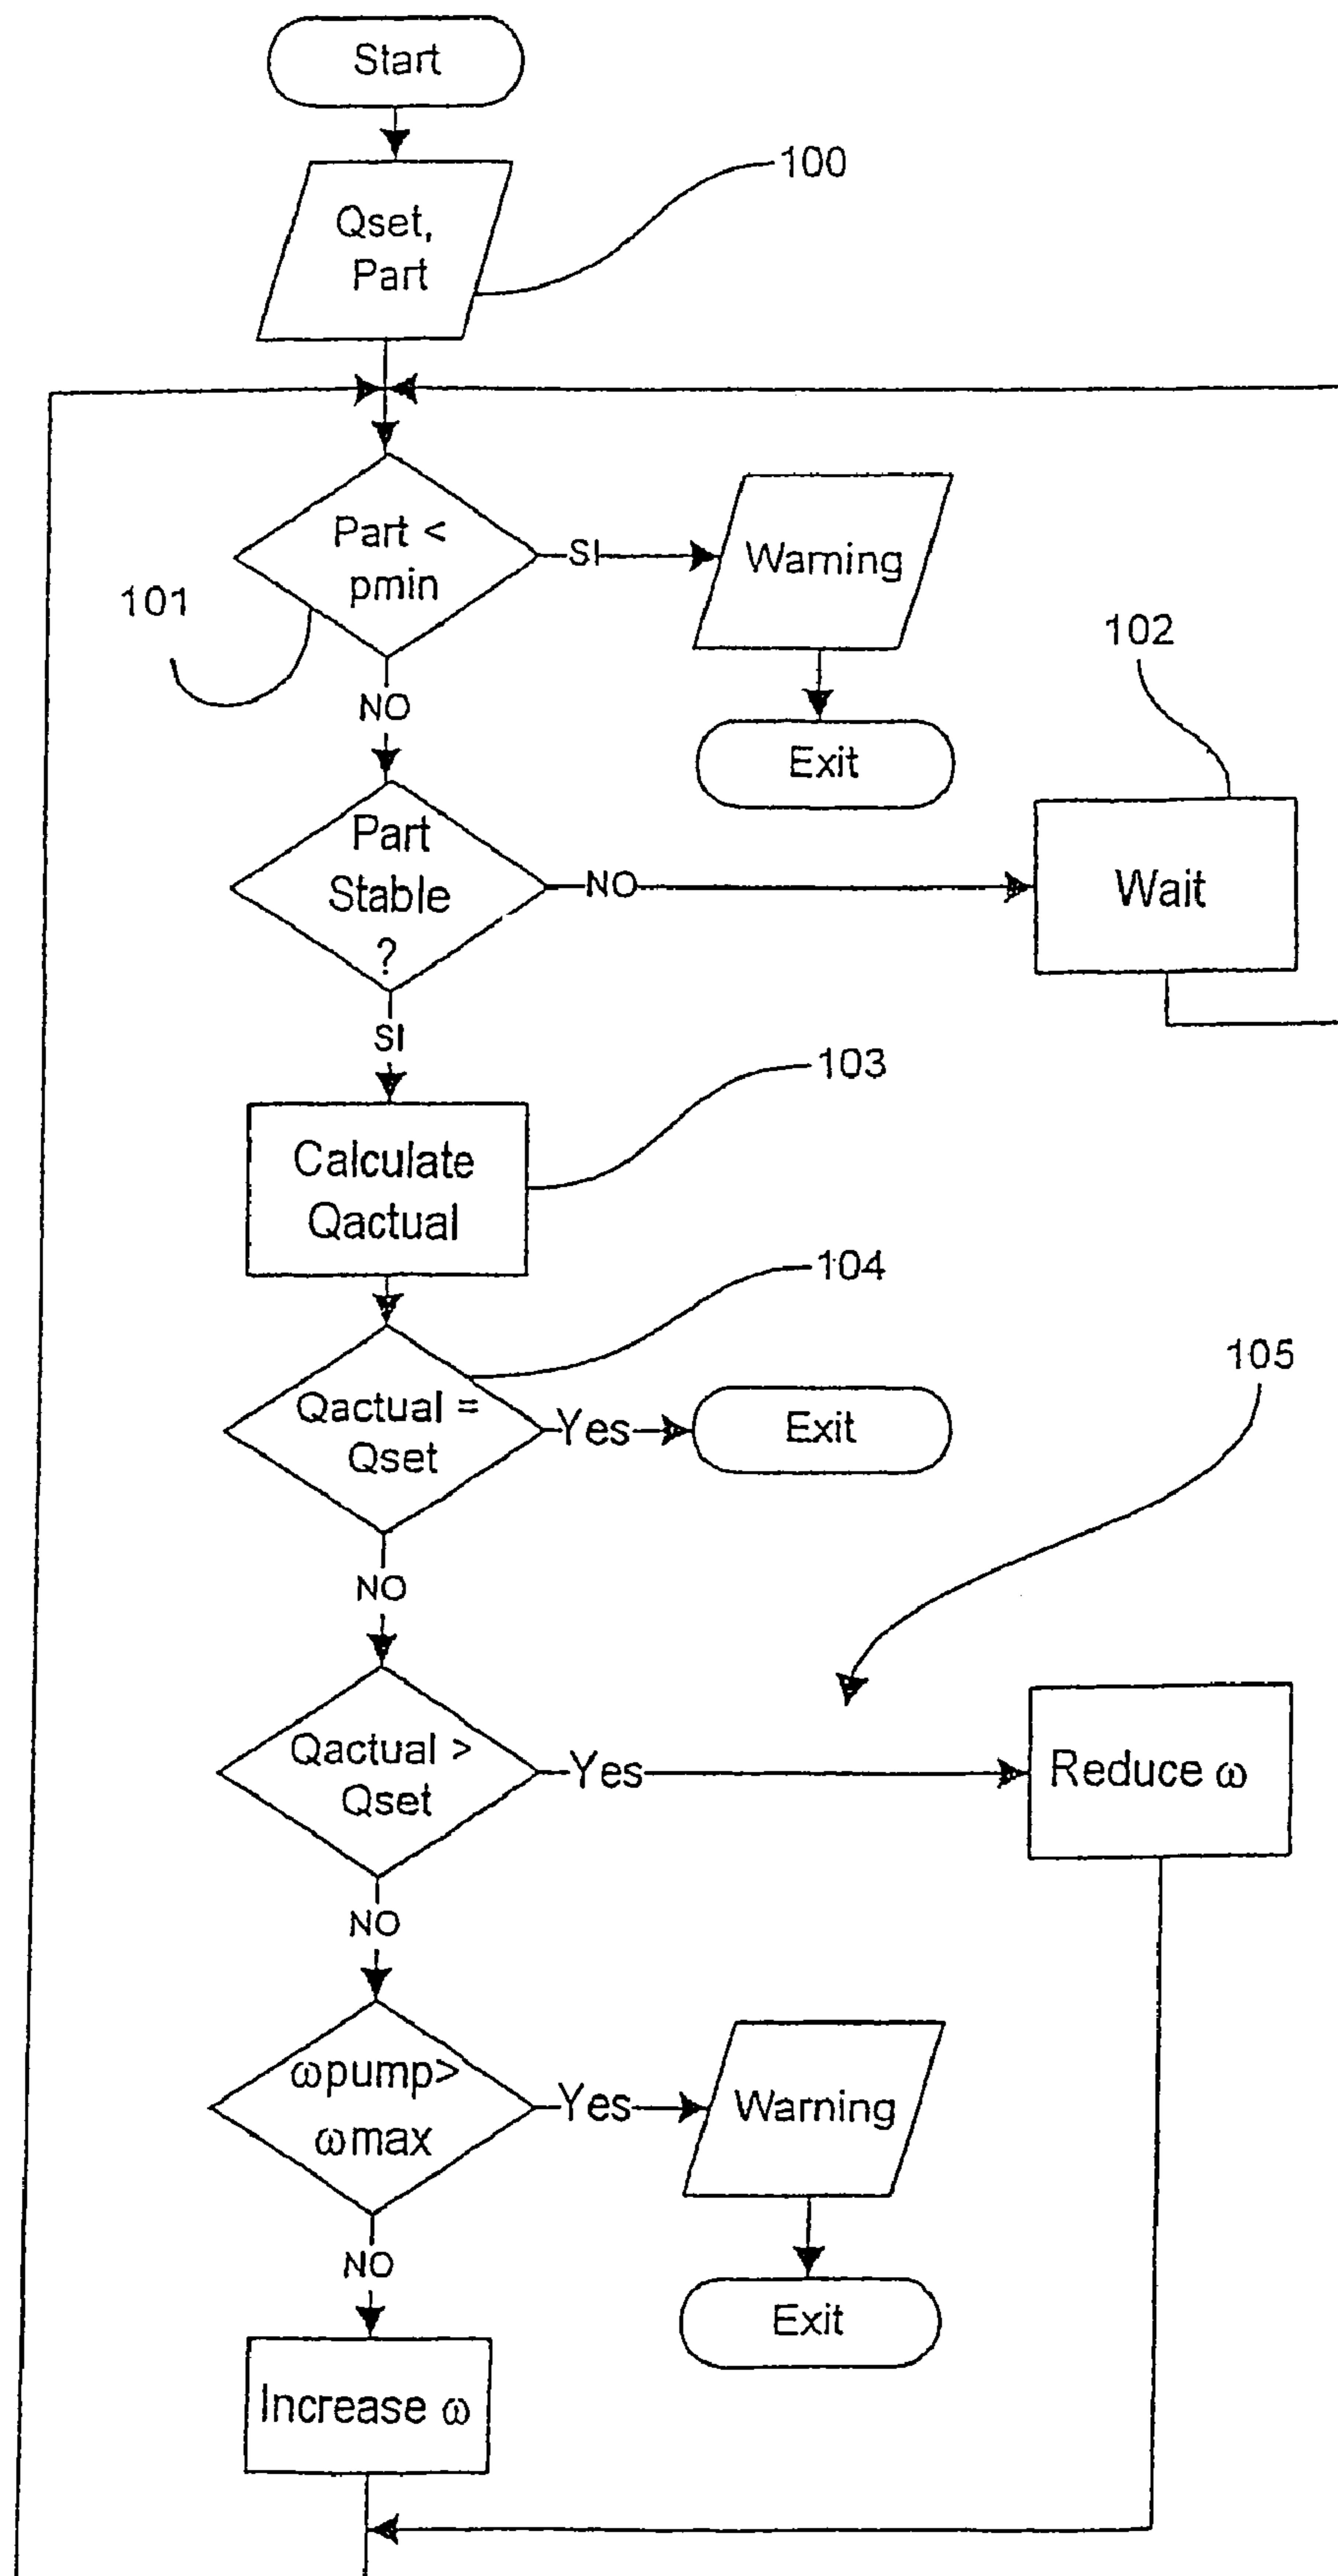 Start
100
Qset,
Part
Part <
pmin
SI
Warning
101
102
NO
Exit
Part
Stable
?
NO
Wait
SI
103
Calculate
Qactual
104
105
Qactual =
Qset
Yes
Exit
NO
Qactual >
Qset
Yes
Reduce ω
NO
ωpump>
ωmax
Yes
Warning
NO
Exit
Increase ω